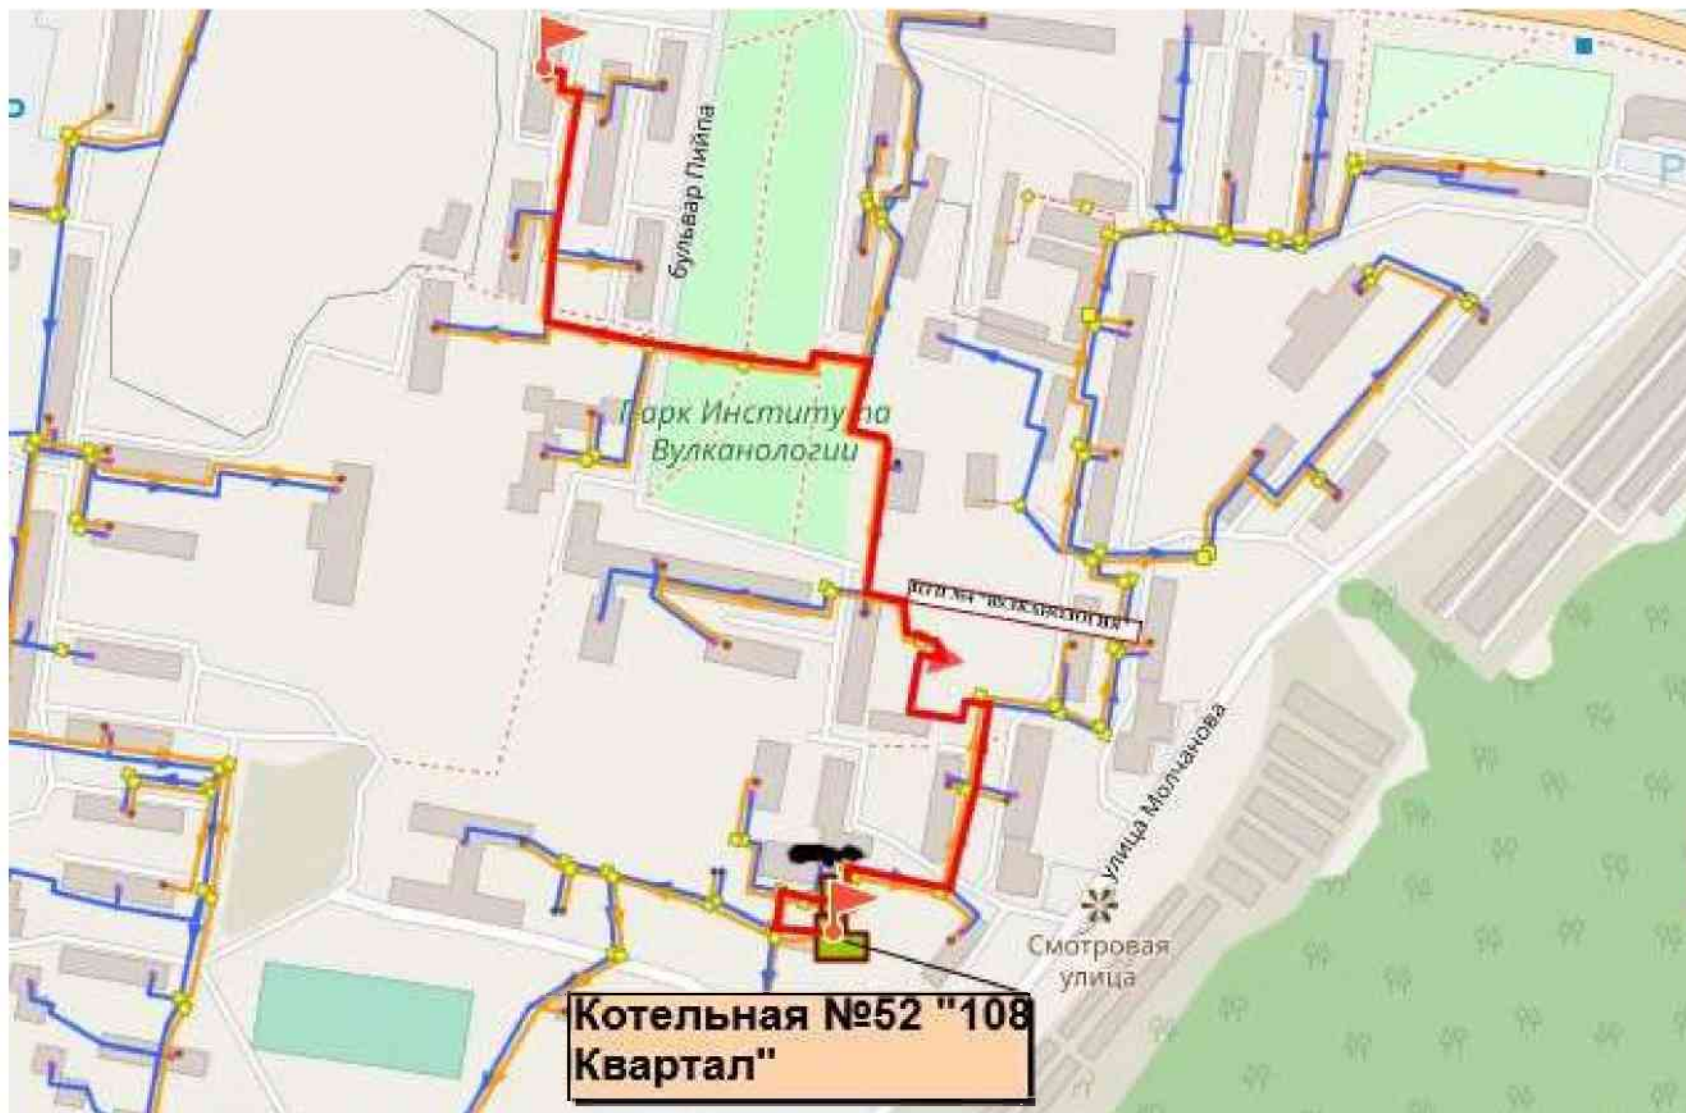 Р
P
бульвар Пийпа
Парк Института
Вулканологии
улица Молчанова
Смотровая
улица
Котельная №52 "108
Квартал"